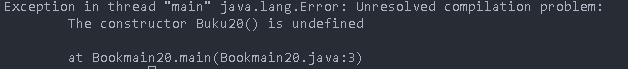 Exception in thread "main" java.lang.Error: Unresolved compilation problem:
The constructor Buku20() is undefined
at Bookmain20.main(Bookmain20.java:3)